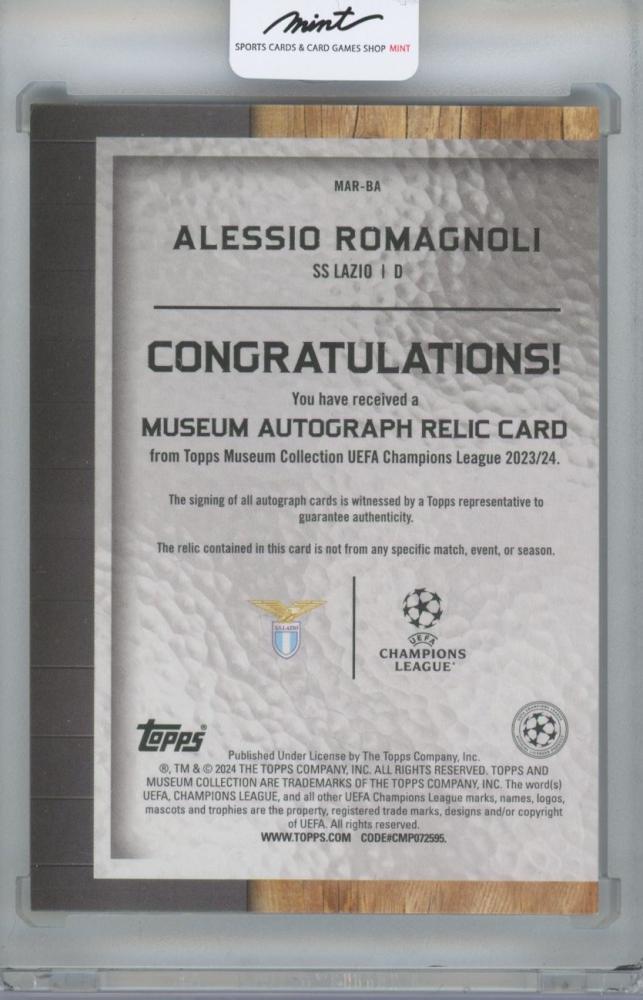 mint
SPORTS CARDS & CARD GAMES SHOP MINT
MAR-BA
ALESSIO ROMAGNOLI
SS LAZIO | D
CONGRATULATIONS!
You have received a
MUSEUM AUTOGRAPH RELIC CARD
from Topps Museum Collection UEFA Champions League 2023/24.
The signing of all autograph cards is witnessed by a Topps representative to
guarantee authenticity.
The relic contained in this card is not from any specific match, event, or season.
S.S.LAZIO
UEFA
CHAMPIONS
LEAGUE®
topps®
Published Under License by The Topps Company, Inc.
®, TM & © 2024 THE TOPPS COMPANY, INC. ALL RIGHTS RESERVED. TOPPS AND
MUSEUM COLLECTION ARE TRADEMARKS OF THE TOPPS COMPANY, INC. The word(s)
UEFA, CHAMPIONS LEAGUE, and all other UEFA Champions League marks, names, logos,
mascots and trophies are the property, registered trade marks, designs and/or copyright
of UEFA. All rights reserved.
WWW.TOPPS.COM CODE#CMP072595.